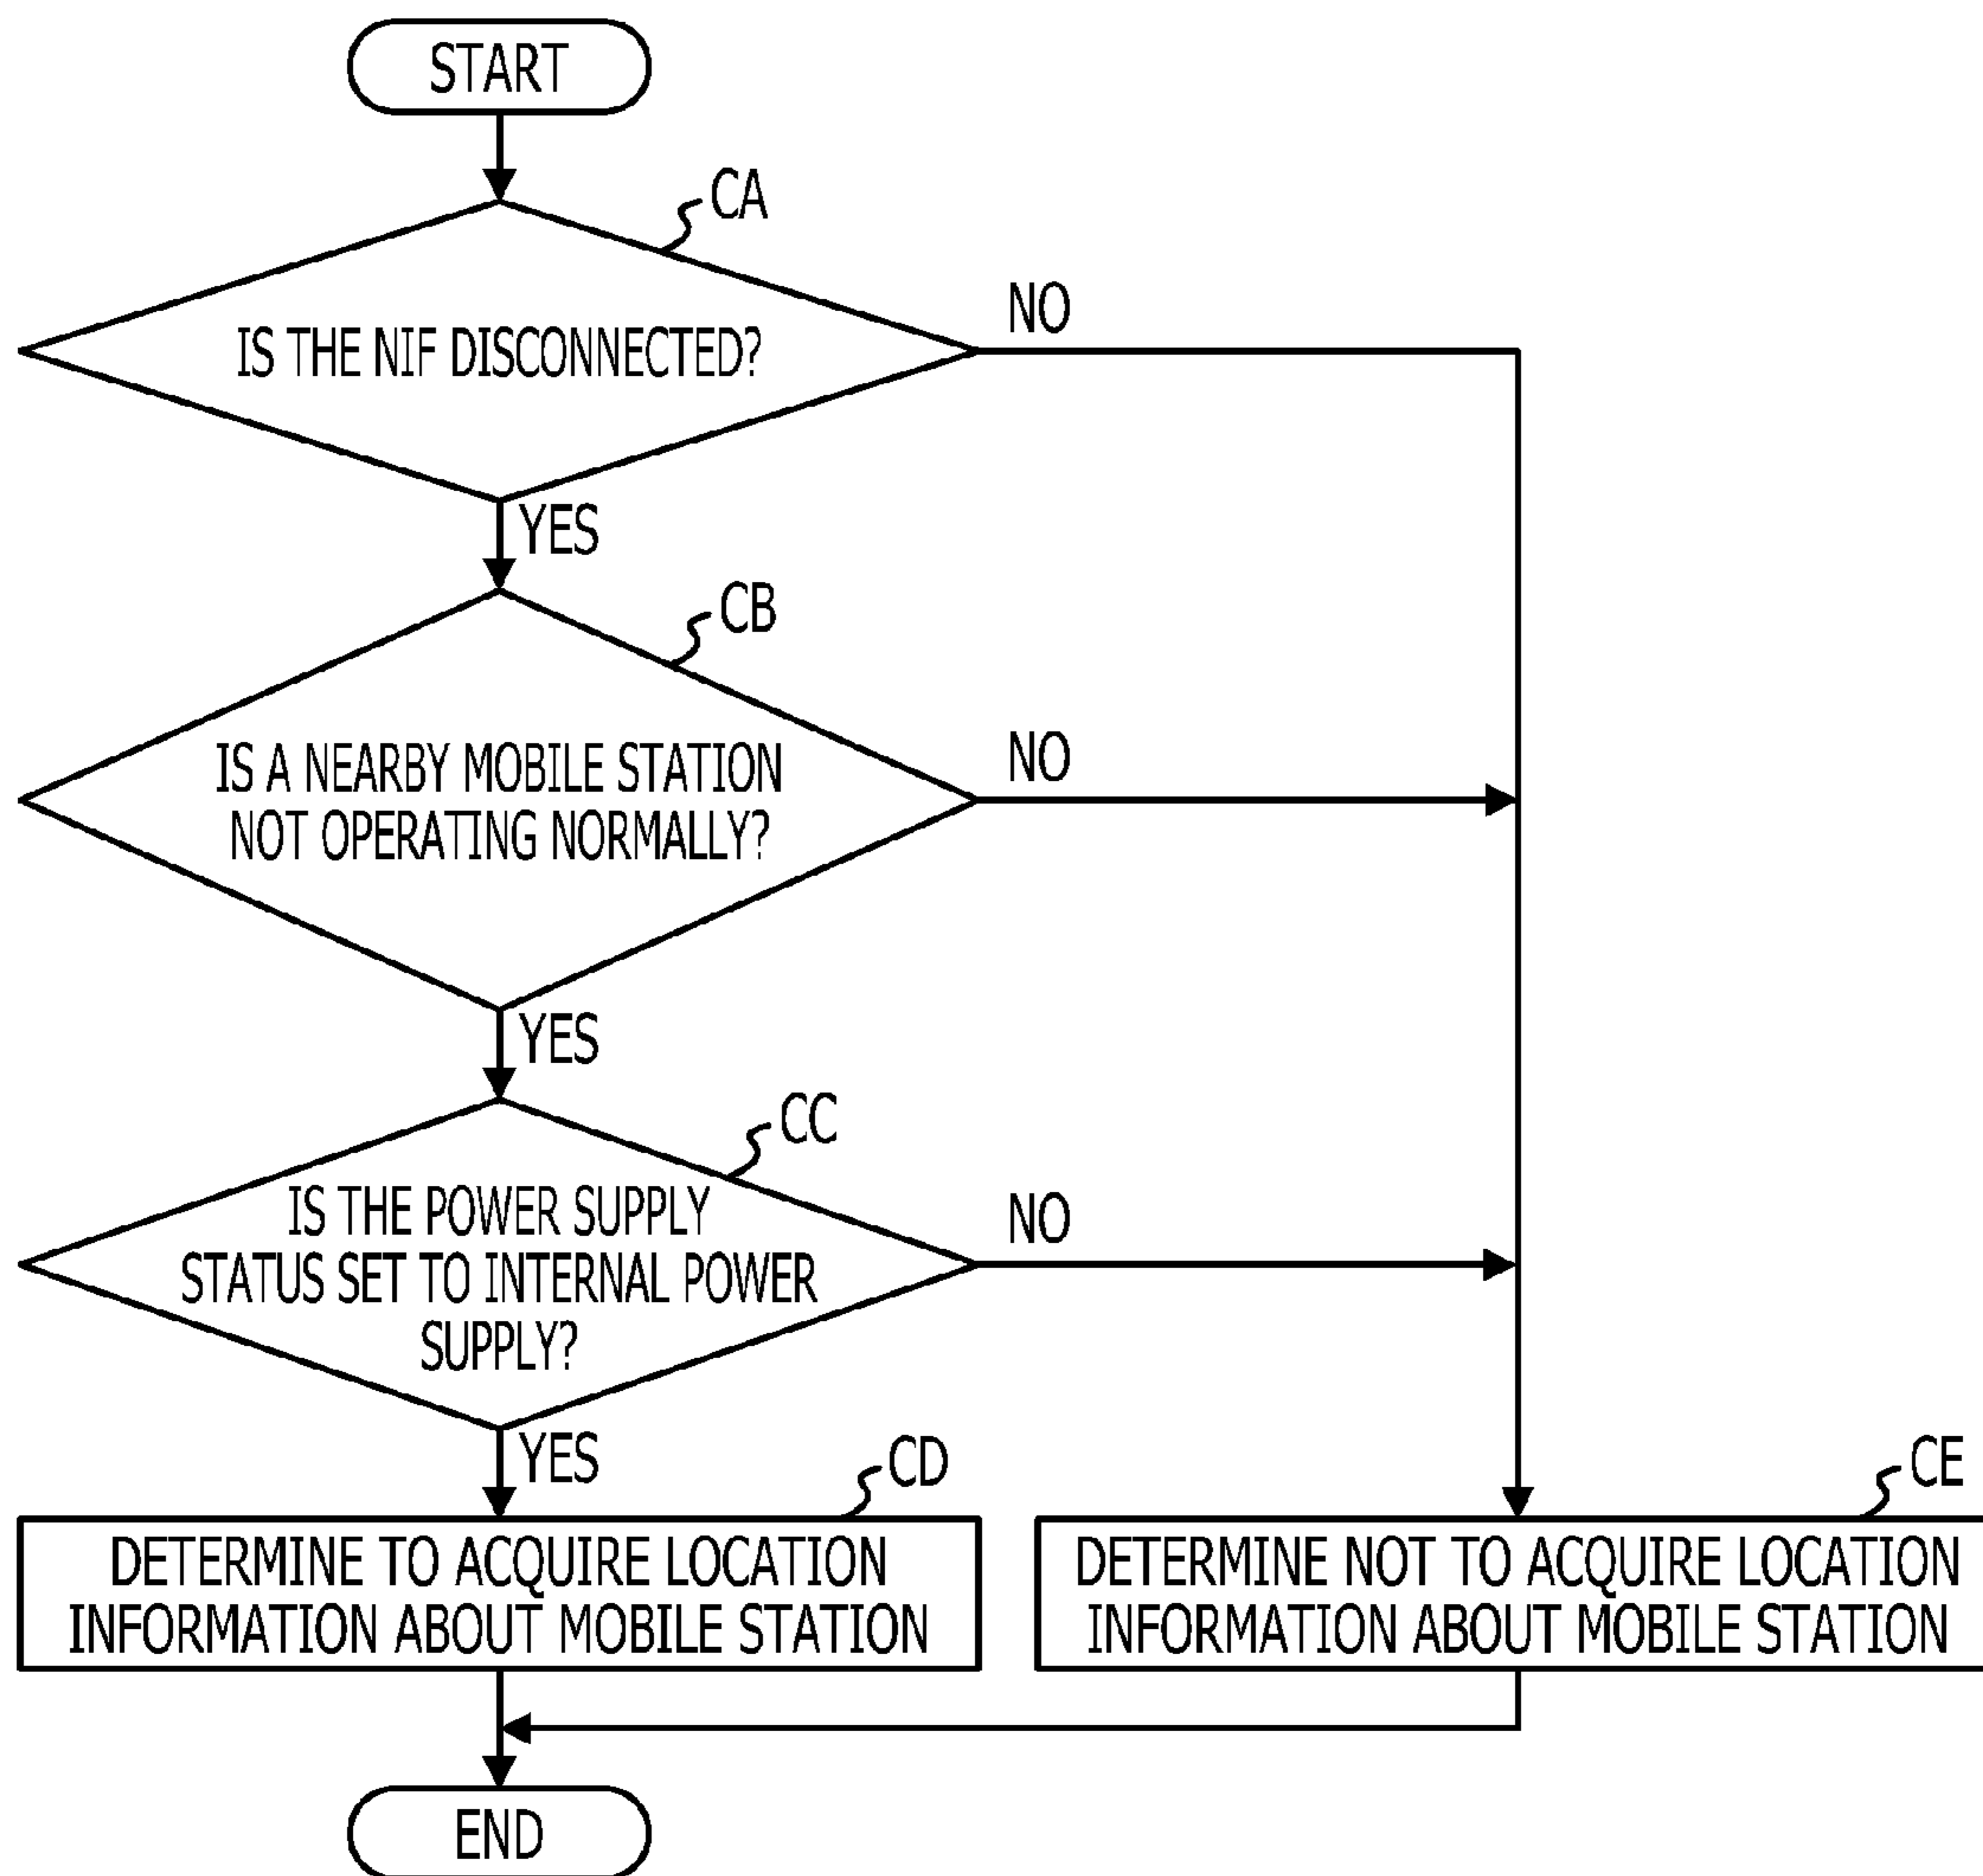 START
CA
NO
IS THE NIF DISCONNECTED?
YES
CB
NO
IS A NEARBY MOBILE STATION
NOT OPERATING NORMALLY?
YES
CC
NO
IS THE POWER SUPPLY
STATUS SET TO INTERNAL POWER
SUPPLY?
YES
CD
CE
DETERMINE TO ACQUIRE LOCATION
INFORMATION ABOUT MOBILE STATION
DETERMINE NOT TO ACQUIRE LOCATION
INFORMATION ABOUT MOBILE STATION
END